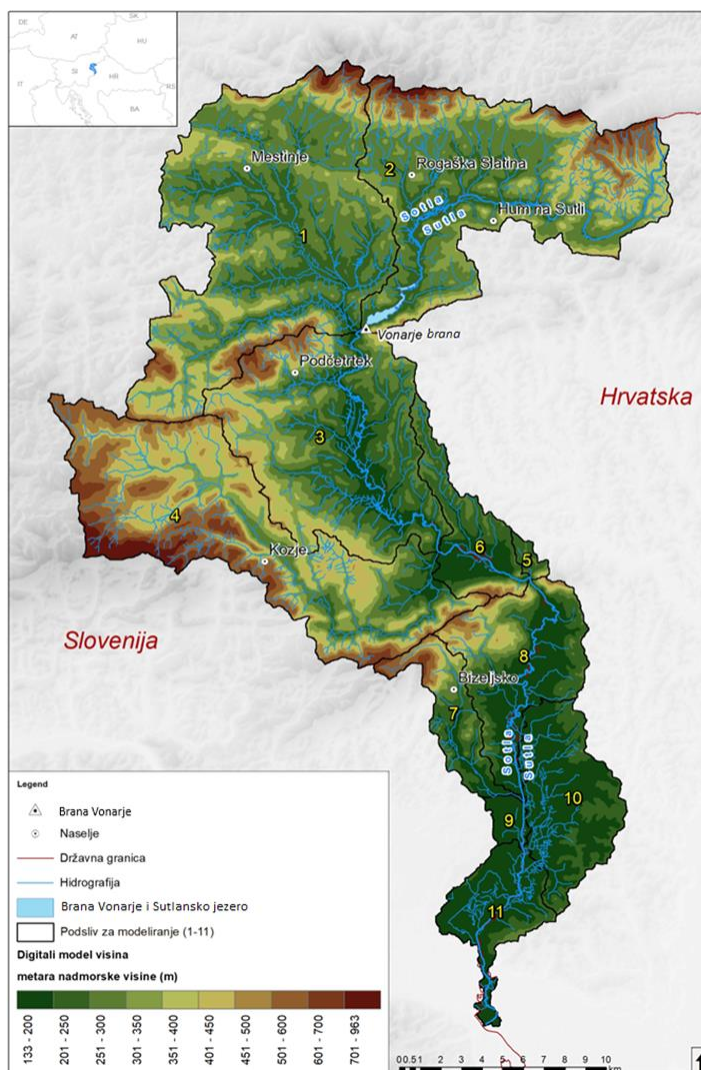 DE
SK
AT
HU
SI
HR
IT
RS
BA
Mestinje
2
Rogaška Slatina
Sotla
Sutla
Hum na Sutli
1
Vonarje brana
Podčetrtek
Hrvatska
3
4
6
5
Kozje
Slovenija
8
Bizeljsko
7
Sotla
Sutla
10
9
11
Legend
Brana Vonarje
Naselje
Državna granica
Hidrografija
Brana Vonarje i Sutlansko jezero
Podsliv za modeliranje (1-11)
Digitali model visina
metara nadmorske visine (m)
133 - 200
201 - 250
251 - 300
301 - 350
351 - 400
401 - 450
451 - 500
501 - 600
601 - 700
701 - 963
0 0.5 1 2 3 4 5 6 7 8 9 10
km